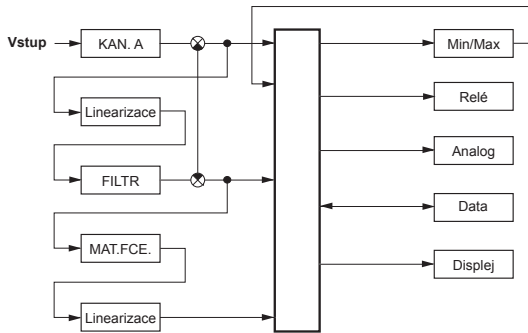 Vstup
KAN. A
Min/Max
Linearizace
Relé
FILTR
Analog
MAT.FCE.
Data
Linearizace
Displej